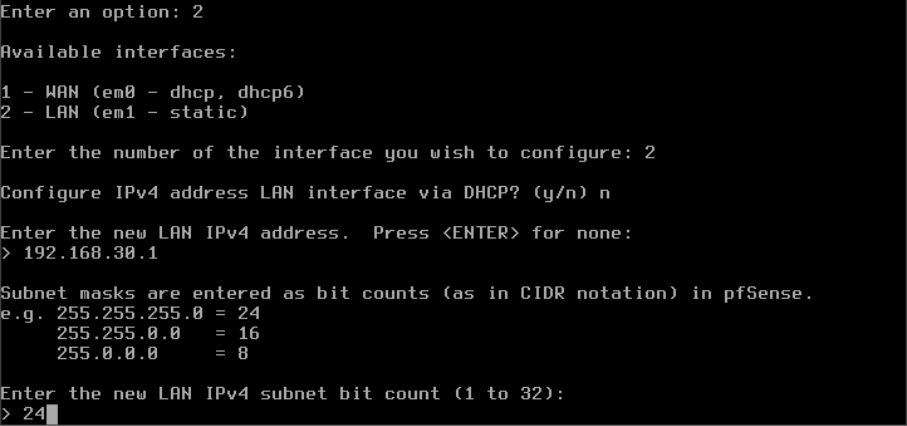 Enter an option: 2
Available interfaces:
1 - WAN (em0 - dhcp, dhcp6)
2 - LAN (em1 - static)
Enter the number of the interface you wish to configure: 2
Configure IPv4 address LAN interface via DHCP? (y/n) n
Enter the new LAN IPv4 address.  Press <ENTER> for none:
> 192.168.30.1
Subnet masks are entered as bit counts (as in CIDR notation) in pfSense.
e.g. 255.255.255.0 = 24
     255.255.0.0   = 16
     255.0.0.0     = 8
Enter the new LAN IPv4 subnet bit count (1 to 32):
> 24